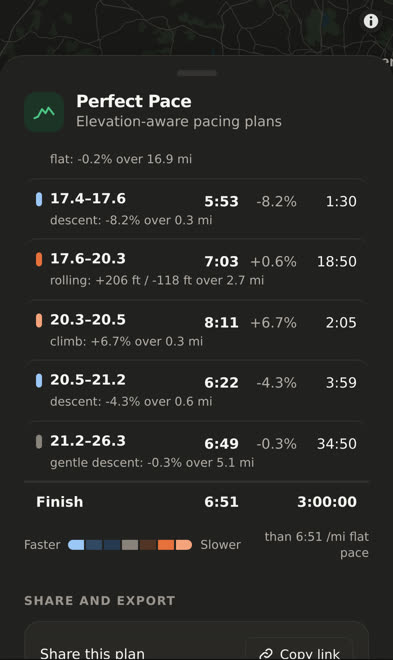 Perfect Pace
Elevation-aware pacing plans
flat: -0.2% over 16.9 mi
17.4–17.6 5:53 -8.2% 1:30
descent: -8.2% over 0.3 mi
17.6–20.3 7:03 +0.6% 18:50
rolling: +206 ft / -118 ft over 2.7 mi
20.3–20.5 8:11 +6.7% 2:05
climb: +6.7% over 0.3 mi
20.5–21.2 6:22 -4.3% 3:59
descent: -4.3% over 0.6 mi
21.2–26.3 6:49 -0.3% 34:50
gentle descent: -0.3% over 5.1 mi
Finish 6:51 3:00:00
Faster Slower than 6:51 /mi flat
pace
SHARE AND EXPORT
Share this plan Copy link